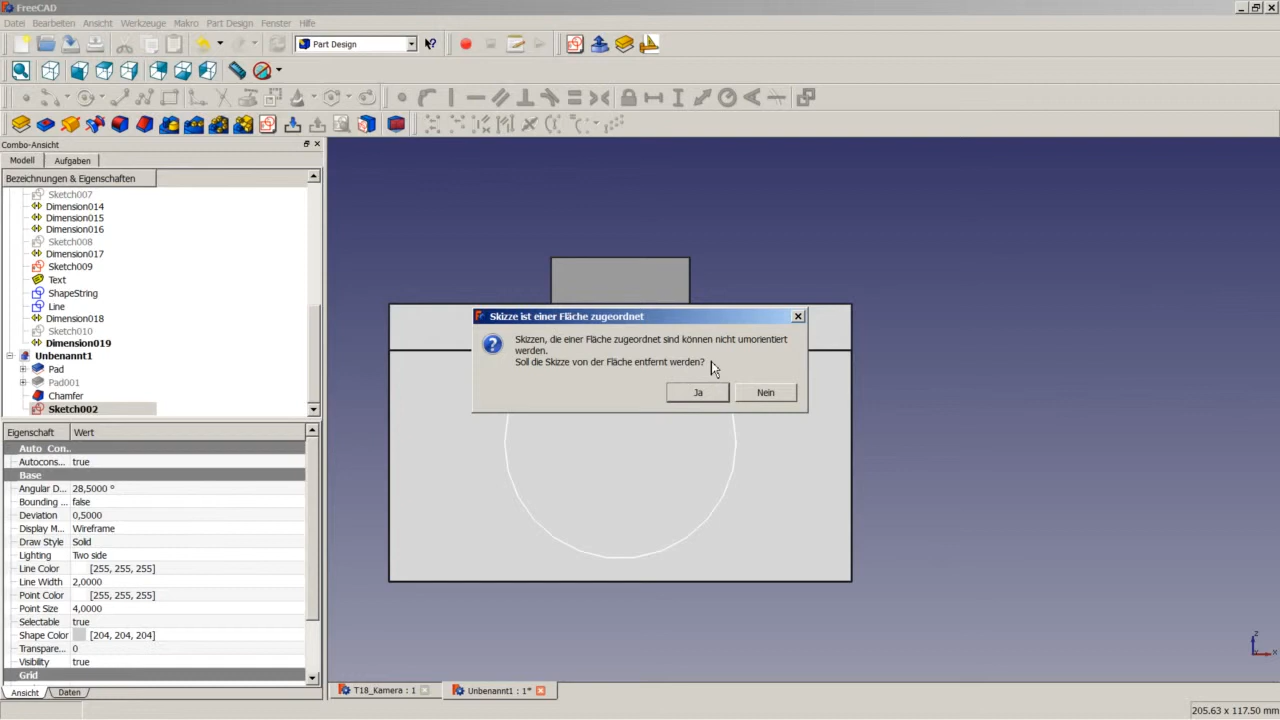 FreeCAD
Datei Bearbeiten Ansicht Werkzeuge Makro Part Design Fenster Hilfe
Part Design
Combo-Ansicht
Modell Aufgaben
Bezeichnungen & Eigenschaften
Sketch007
Dimension014
Dimension015
Dimension016
Sketch008
Dimension017
Sketch009
Text
ShapeString
Line
Dimension018
Sketch010
Dimension019
Unbenannt1
Pad
Pad001
Chamfer
Sketch002
Eigenschaft Wert
Auto Con..
Autocons... true
Base
Angular D... 28,5000 °
Bounding ... false
Deviation 0,5000
Display M... Wireframe
Draw Style Solid
Lighting Two side
Line Color [255, 255, 255]
Line Width 2,0000
Point Color [255, 255, 255]
Point Size 4,0000
Selectable true
Shape Color [204, 204, 204]
Transpare... 0
Visibility true
Grid
Ansicht Daten
Skizze ist einer Fläche zugeordnet
Skizzen, die einer Fläche zugeordnet sind können nicht umorientiert
werden.
Soll die Skizze von der Fläche entfernt werden?
Ja Nein
T18_Kamera : 1 Unbenannt1 : 1*
205.63 x 117.50 mm